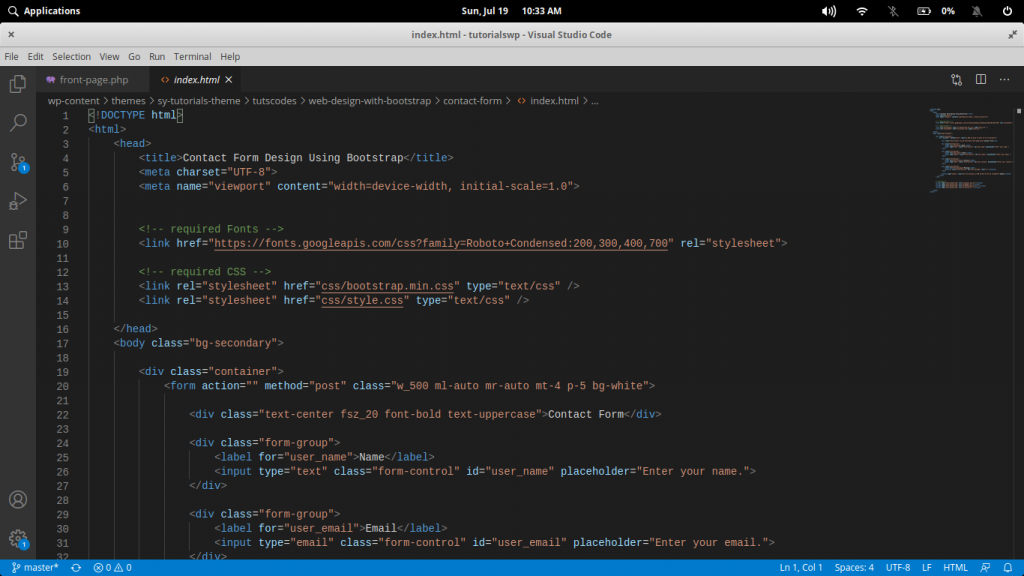 Applications
Sun, Jul 19 10:33 AM
0%
index.html - tutorialswp - Visual Studio Code
File Edit Selection View Go Run Terminal Help
front-page.php
index.html
wp-content > themes > sy-tutorials-theme > tutscodes > web-design-with-bootstrap > contact-form > index.html > ...
1 <!DOCTYPE html>
2 <html>
3 <head>
4 <title>Contact Form Design Using Bootstrap</title>
5 <meta charset="UTF-8">
6 <meta name="viewport" content="width=device-width, initial-scale=1.0">
7
8
9 <!-- required Fonts -->
10 <link href="https://fonts.googleapis.com/css?family=Roboto+Condensed:200,300,400,700" rel="stylesheet">
11
12 <!-- required CSS -->
13 <link rel="stylesheet" href="css/bootstrap.min.css" type="text/css" />
14 <link rel="stylesheet" href="css/style.css" type="text/css" />
15
16 </head>
17 <body class="bg-secondary">
18
19 <div class="container">
20 <form action="" method="post" class="w_500 ml-auto mr-auto mt-4 p-5 bg-white">
21
22 <div class="text-center fsz_20 font-bold text-uppercase">Contact Form</div>
23
24 <div class="form-group">
25 <label for="user_name">Name</label>
26 <input type="text" class="form-control" id="user_name" placeholder="Enter your name.">
27 </div>
28
29 <div class="form-group">
30 <label for="user_email">Email</label>
31 <input type="email" class="form-control" id="user_email" placeholder="Enter your email.">
32 </div>
1
1
master* 0 0
Ln 1, Col 1 Spaces: 4 UTF-8 LF HTML